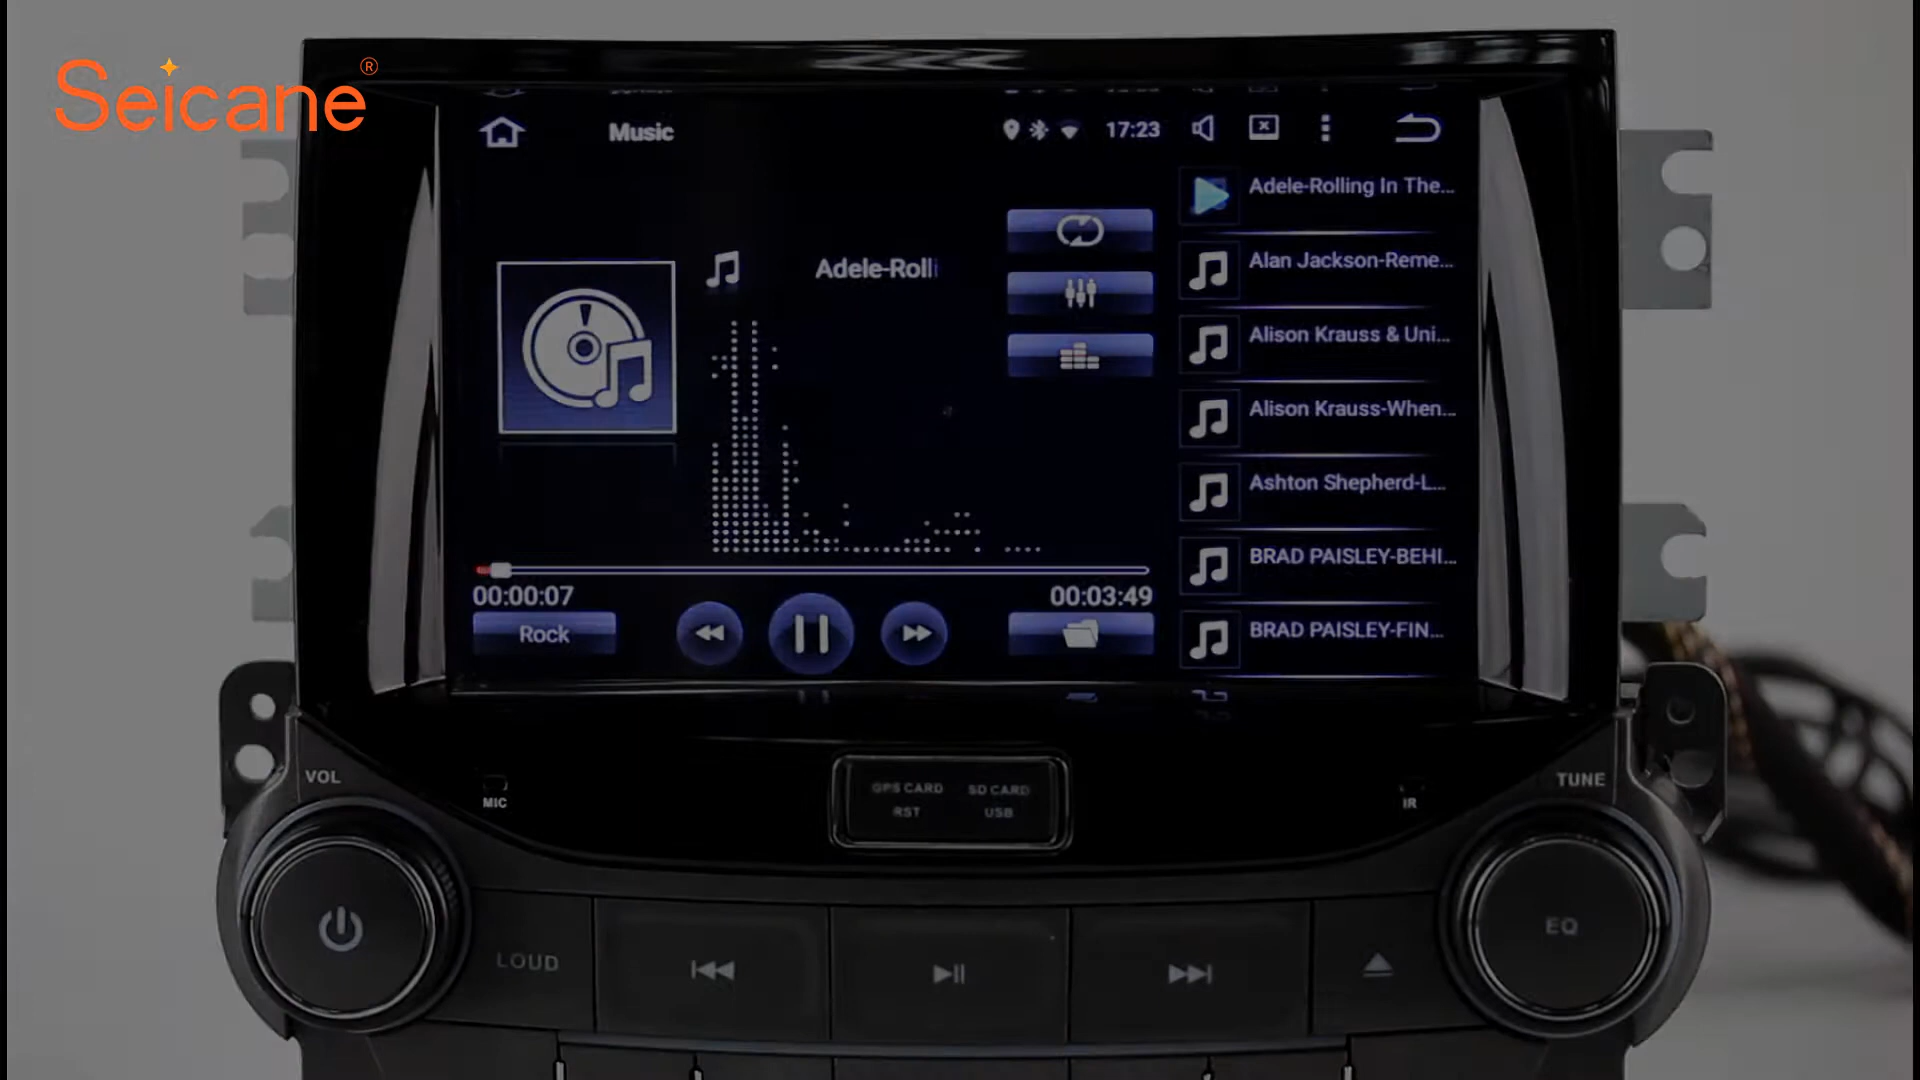 Seicane®
Music
17:23
Adele-Rolling In The...
Adele-Rolli
Alan Jackson-Reme...
Alison Krauss & Uni...
Alison Krauss-When...
Ashton Shepherd-L...
BRAD PAISLEY-BEHI...
BRAD PAISLEY-FIN...
00:00:07
00:03:49
Rock
VOL
TUNE
MIC
GPS CARD SD CARD
RST USB
IR
LOUD
EQ